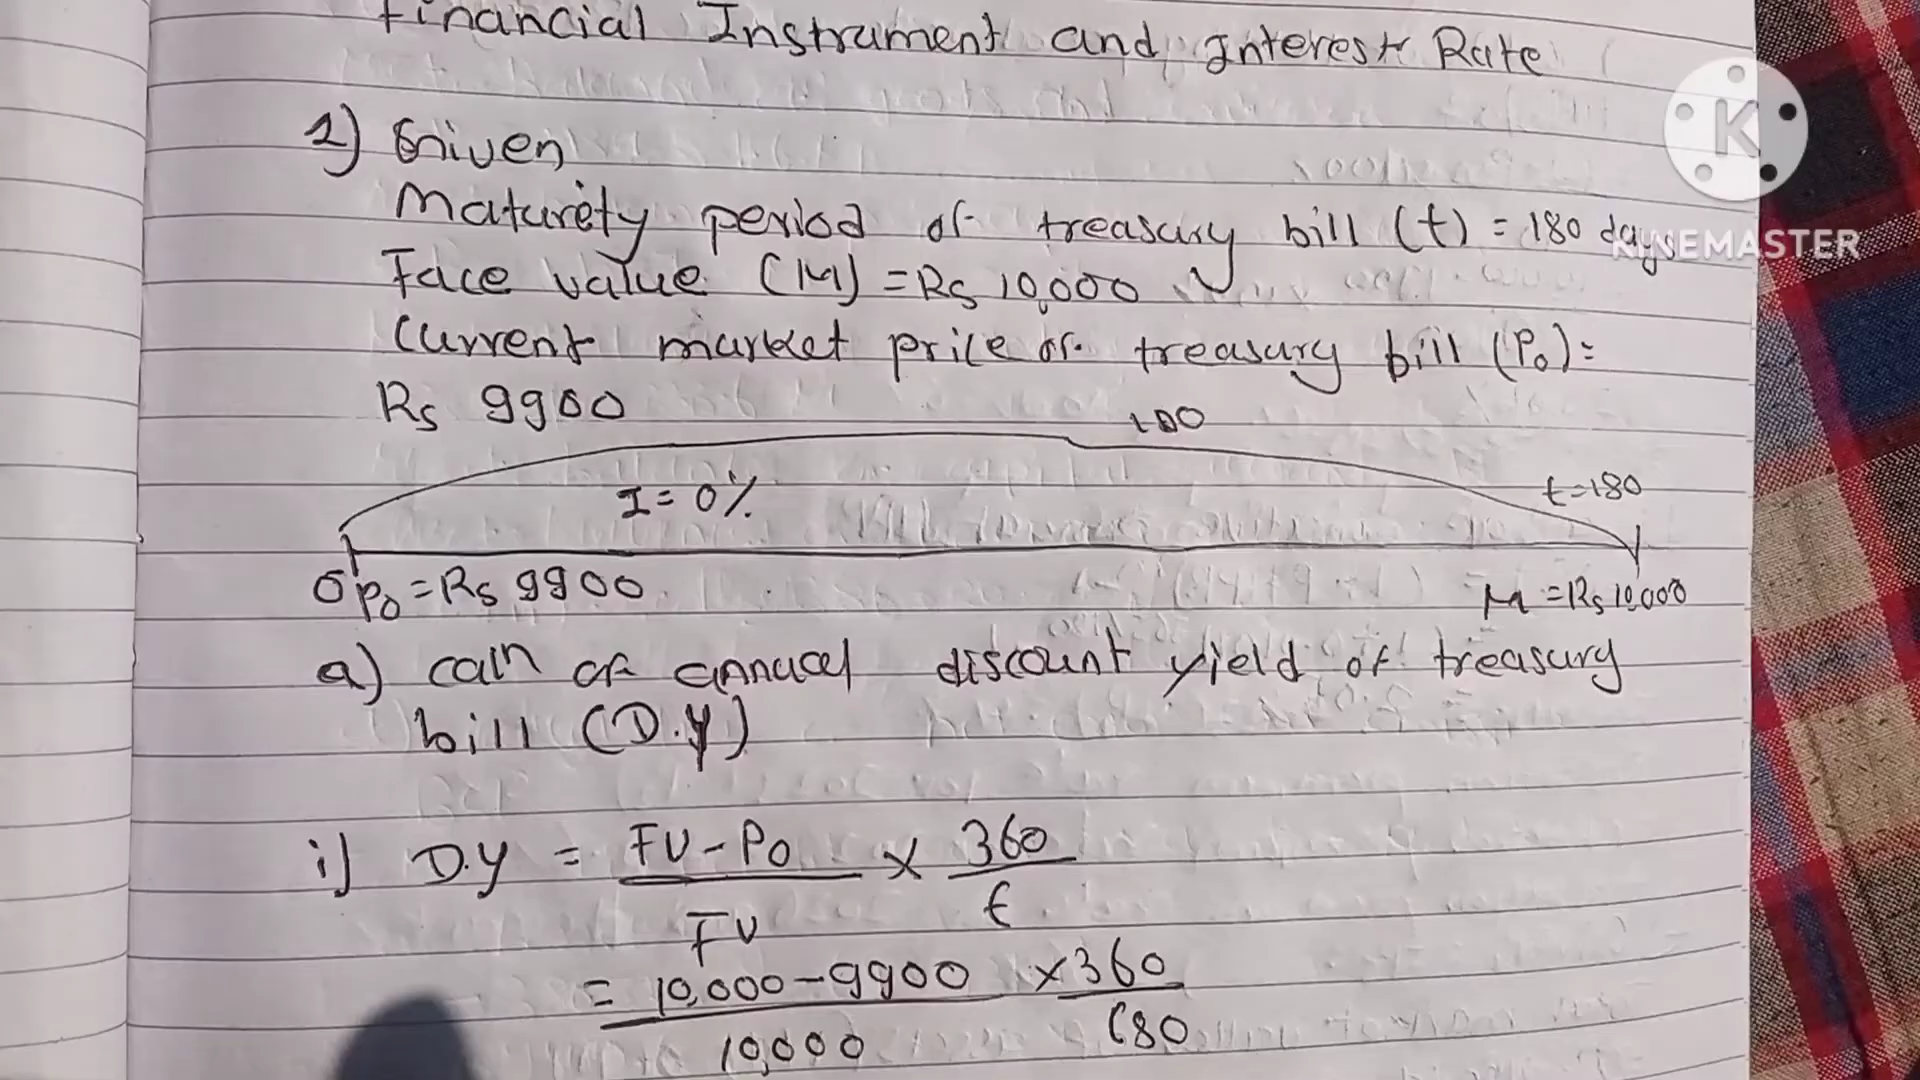 Financial Instrument and Interest Rate
1) Given
Maturity period of treasury bill (t) = 180 days
Face value (M) = Rs 10,000
Current market price of treasury bill (P0) =
Rs 9900
180
I = 0%
t=180
0 P0 = Rs 9900
M = Rs 10,000
a) caln of annual discount yield of treasury
bill (D.Y)
i) D.Y = FV - P0 × 360
FV t
= 10,000 - 9900 × 360
10,000 180
K
KINEMASTER